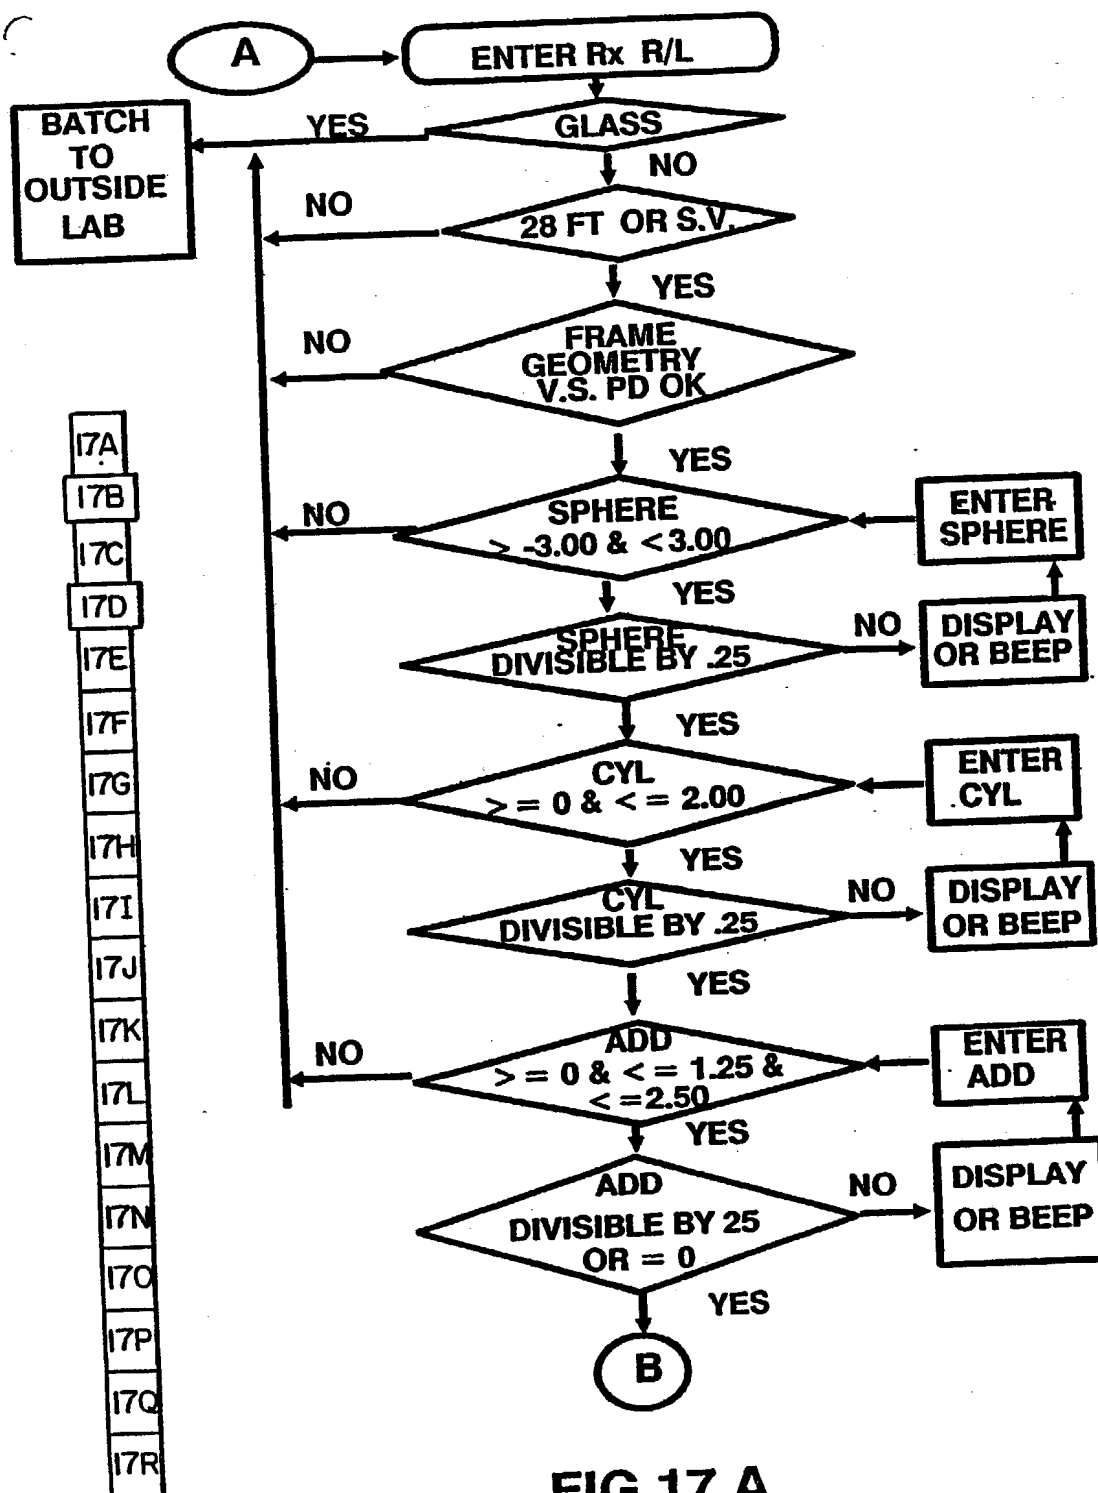 A
ENTER Rx R/L
BATCH
TO
OUTSIDE
LAB
YES
GLASS
NO
NO
28 FT OR S.V.
YES
NO
FRAME
GEOMETRY
V.S. PD OK
YES
NO
SPHERE
> -3.00 & <3.00
ENTER
SPHERE
YES
SPHERE
DIVISIBLE BY .25
NO
DISPLAY
OR BEEP
YES
NO
CYL
> = 0 & < = 2.00
ENTER
CYL
YES
CYL
DIVISIBLE BY .25
NO
DISPLAY
OR BEEP
YES
NO
ADD
> = 0 & < = 1.25 &
< =2.50
ENTER
ADD
YES
ADD
DIVISIBLE BY 25
OR = 0
NO
DISPLAY
OR BEEP
YES
B
17A
17B
17C
17D
17E
17F
17G
17H
17I
17J
17K
17L
17M
17N
17O
17P
17Q
17R
FIG 17 A